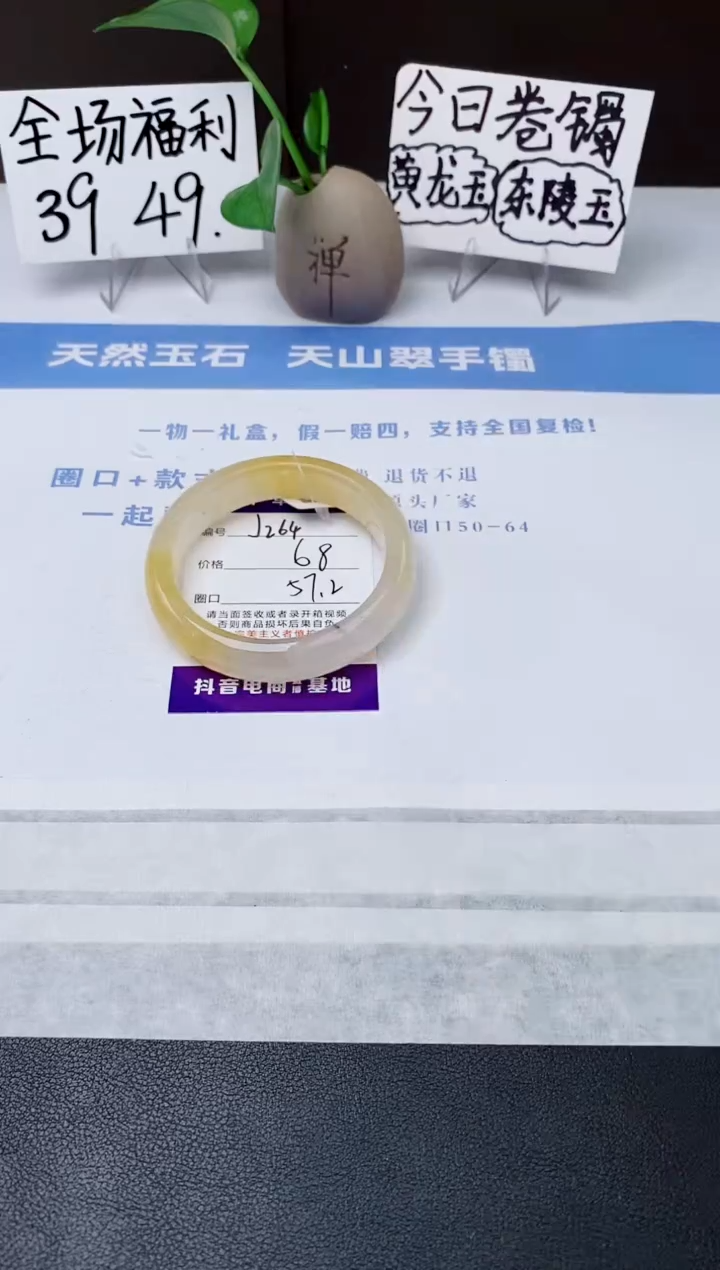 全场福利
39 49.
今日卷镯
黄龙玉 东陵玉
禅
天然玉石 天山翠手镯
一物一礼盒，假一赔四，支持全国复检!
圈口+款
退货不退
一起
头厂家
圈口50-64
编号 J264
价格 68
圈口 57.2
请当面签收或者录开箱视频
否则商品损坏后果自负
美主义者慎
抖音电商 基地